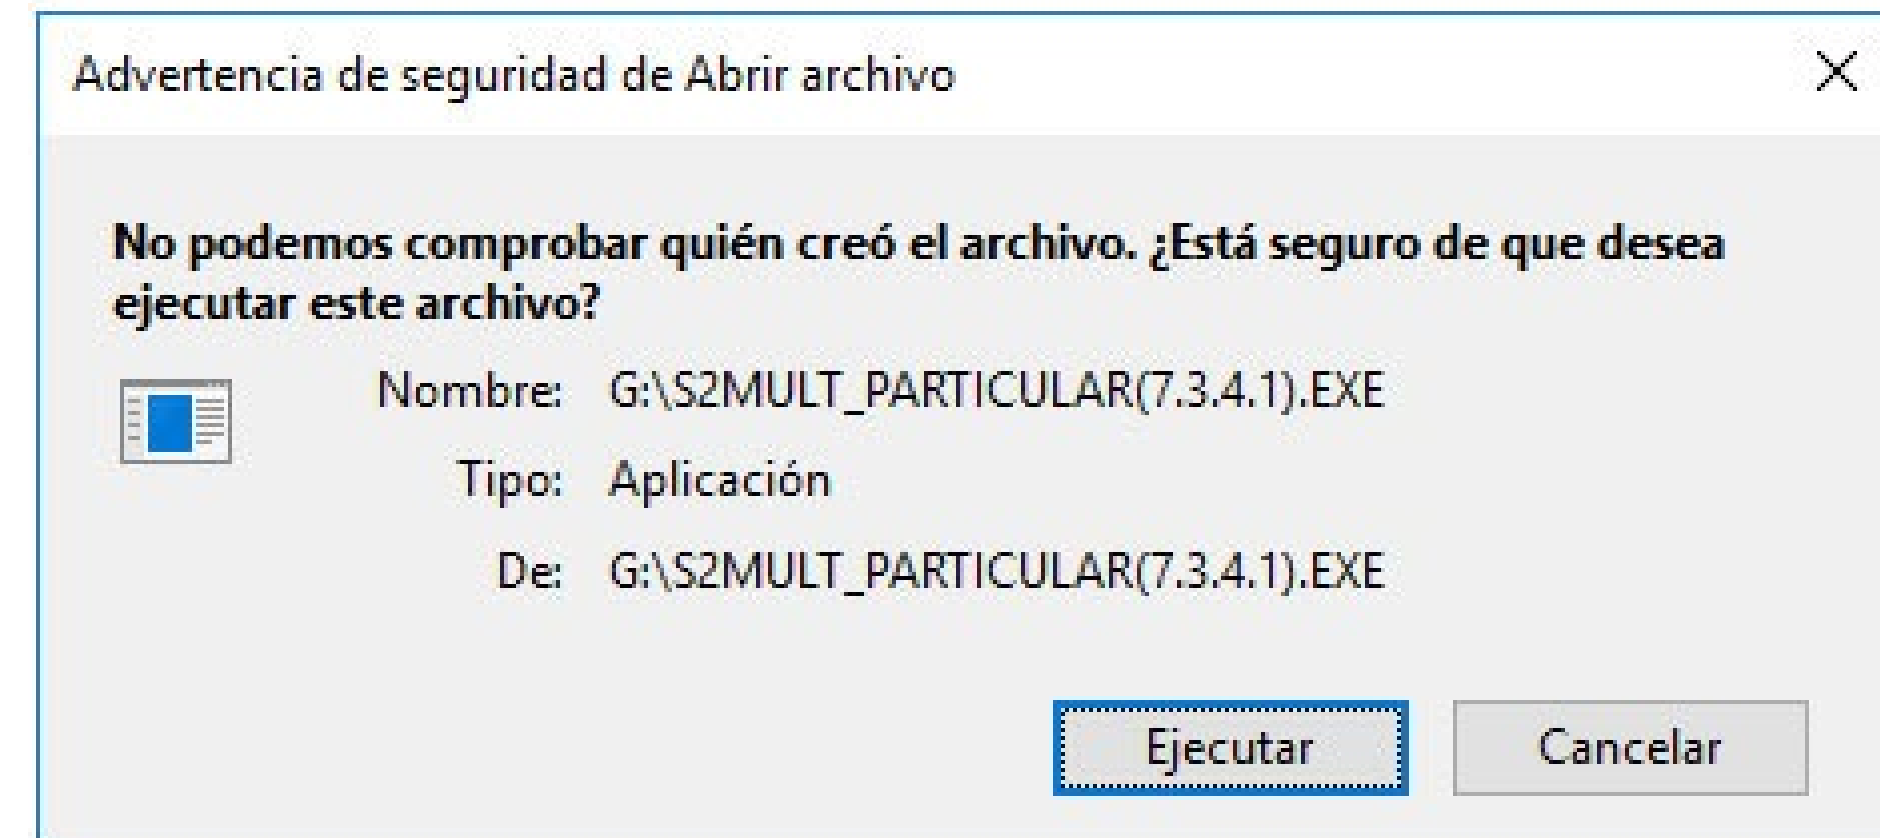 Advertencia de seguridad de Abrir archivo
No podemos comprobar quién creó el archivo. ¿Está seguro de que desea
ejecutar este archivo?
Nombre: G:\S2MULT_PARTICULAR(7.3.4.1).EXE
Tipo: Aplicación
De: G:\S2MULT_PARTICULAR(7.3.4.1).EXE
Ejecutar Cancelar